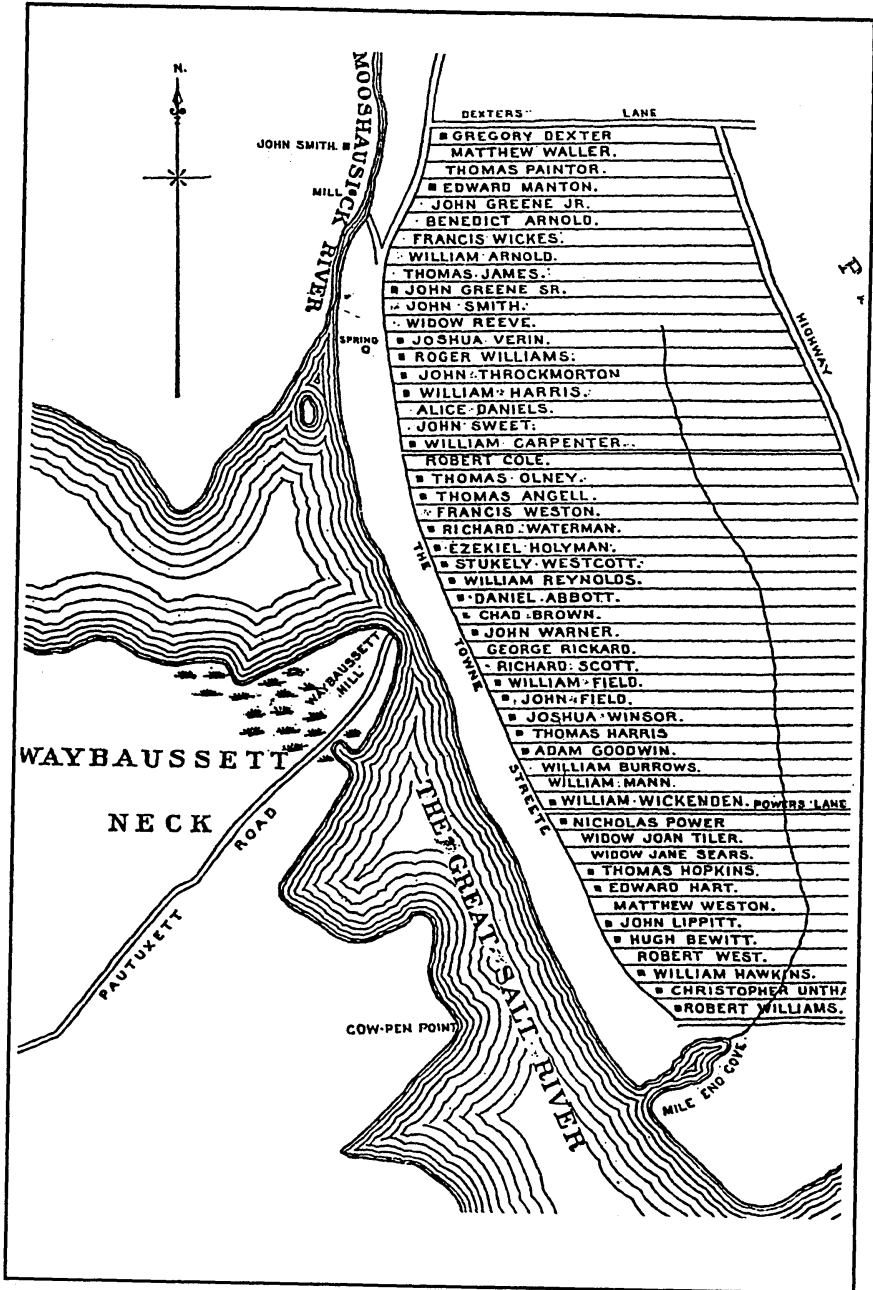 N.
MOOSHAUSICK RIVER
JOHN SMITH.
MILL
SPRING
DEXTERS LANE
GREGORY DEXTER
MATTHEW WALLER.
THOMAS PAINTOR.
EDWARD MANTON.
JOHN GREENE JR.
BENEDICT ARNOLD.
FRANCIS WICKES.
WILLIAM ARNOLD.
THOMAS JAMES.
JOHN GREENE SR.
JOHN SMITH.
WIDOW REEVE.
JOSHUA VERIN.
ROGER WILLIAMS.
JOHN THROCKMORTON
WILLIAM HARRIS.
ALICE DANIELS.
JOHN SWEET.
WILLIAM CARPENTER.
ROBERT COLE.
THOMAS OLNEY.
THOMAS ANGELL.
FRANCIS WESTON.
RICHARD WATERMAN.
EZEKIEL HOLYMAN.
STUKELY WESTCOTT.
WILLIAM REYNOLDS.
DANIEL ABBOTT.
CHAD BROWN.
JOHN WARNER.
GEORGE RICKARD.
RICHARD SCOTT.
WILLIAM FIELD.
JOHN FIELD.
JOSHUA WINSOR.
THOMAS HARRIS
ADAM GOODWIN.
WILLIAM BURROWS.
WILLIAM MANN.
WILLIAM WICKENDEN. POWERS LANE
NICHOLAS POWER
WIDOW JOAN TILER.
WIDOW JANE SEARS.
THOMAS HOPKINS.
EDWARD HART.
MATTHEW WESTON.
JOHN LIPPITT.
HUGH BEWITT.
ROBERT WEST.
WILLIAM HAWKINS.
CHRISTOPHER UNTHA
ROBERT WILLIAMS.
HIGHWAY
P
THE TOWNE STREETE
WAYBAUSSETT HILL
WAYBAUSSETT
NECK
PAUTUXETT ROAD
THE GREAT SALT RIVER
COW-PEN POINT
MILE END COVE